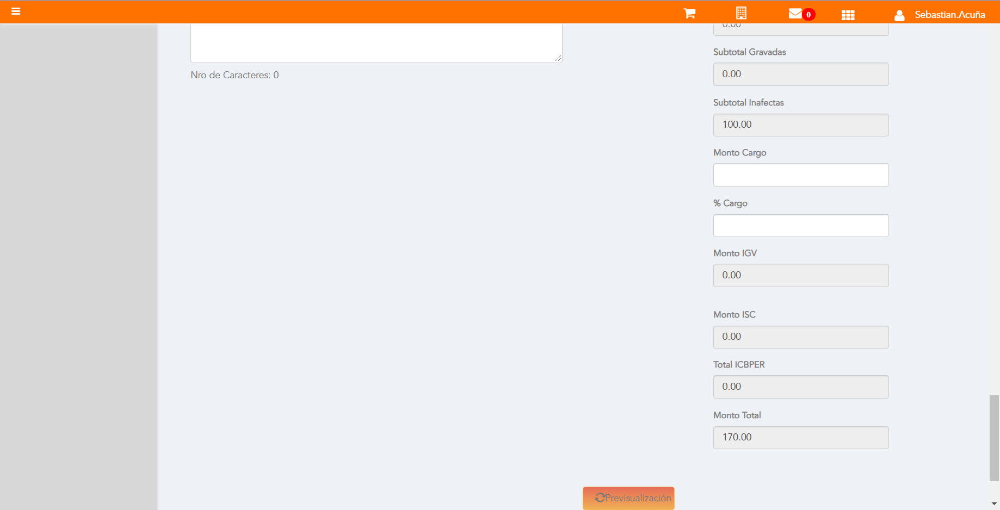 0
Sebastian.Acuña
0.00
Subtotal Gravadas
0.00
Nro de Caracteres: 0
Subtotal Inafectas
100.00
Monto Cargo
% Cargo
Monto IGV
0.00
Monto ISC
0.00
Total ICBPER
0.00
Monto Total
170.00
Previsualización